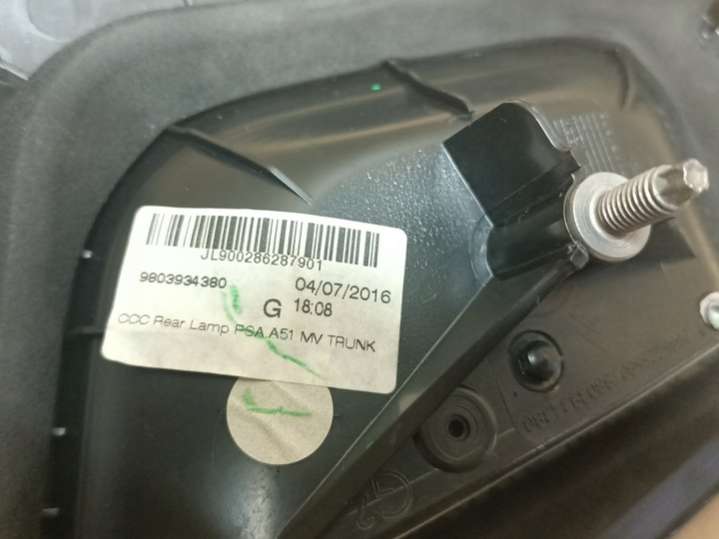 JL900286287901
9803934380
04/07/2016
G
18:08
CCC Rear Lamp PSA A51 MV TRUNK